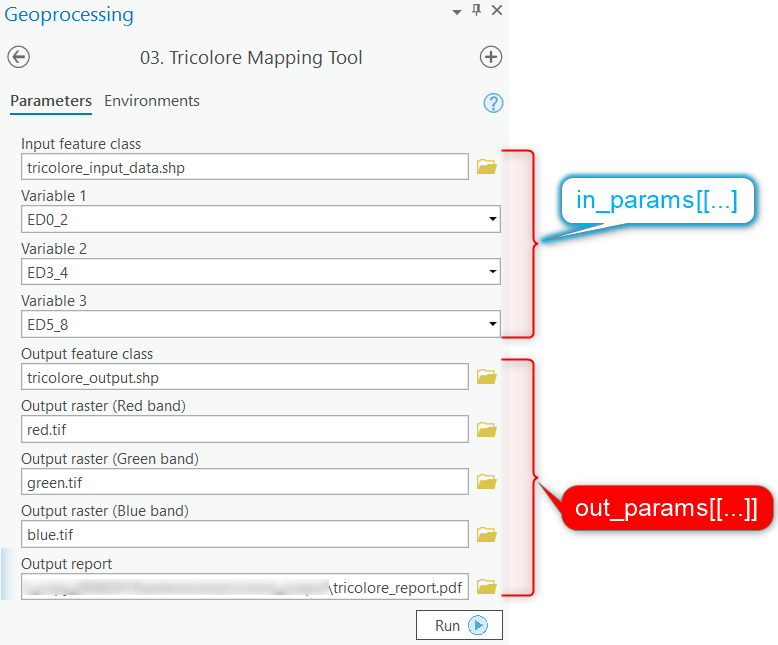 Geoprocessing
03. Tricolore Mapping Tool
Parameters Environments
?
Input feature class
tricolore_input_data.shp
Variable 1
ED0_2
Variable 2
ED3_4
Variable 3
ED5_8
in_params[[...]
Output feature class
tricolore_output.shp
Output raster (Red band)
red.tif
Output raster (Green band)
green.tif
Output raster (Blue band)
blue.tif
out_params[[...]]
Output report
\tricolore_report.pdf
Run